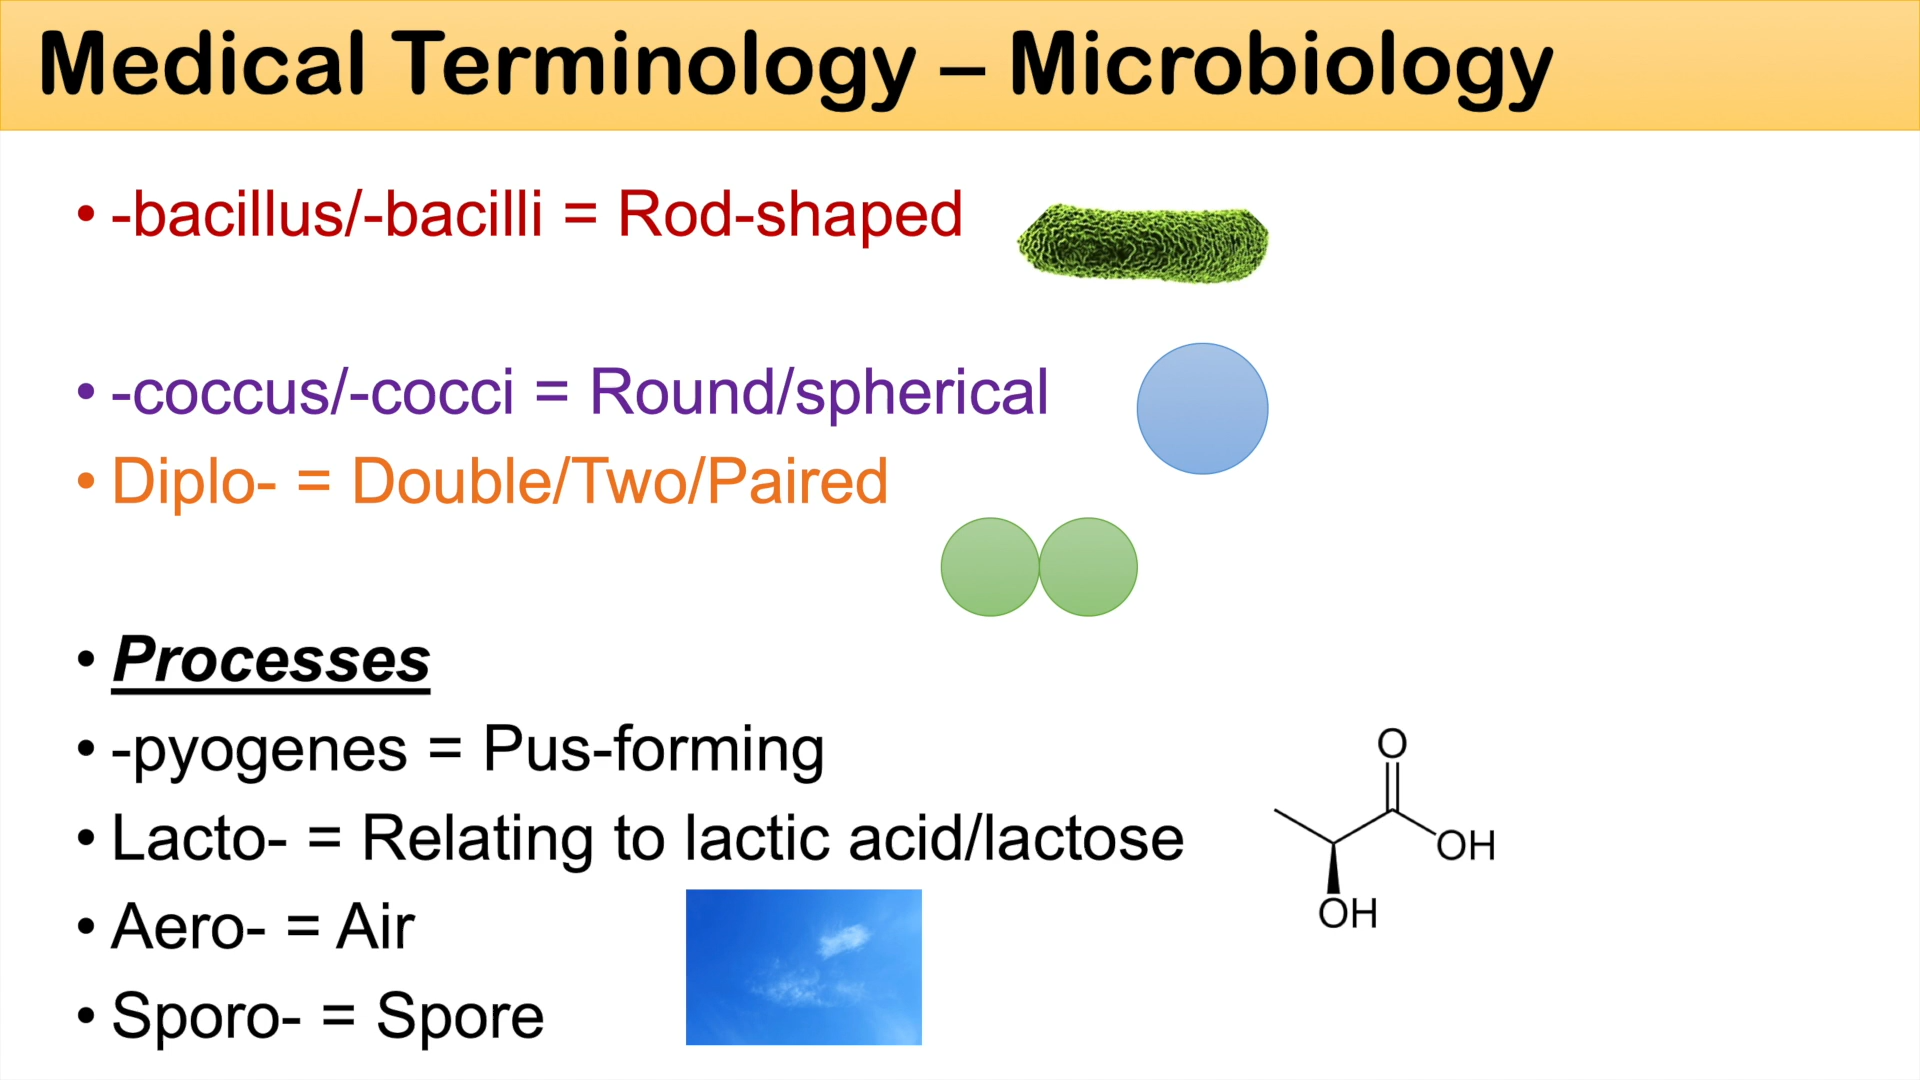 Medical Terminology – Microbiology
• -bacillus/-bacilli = Rod-shaped
• -coccus/-cocci = Round/spherical
• Diplo- = Double/Two/Paired
• Processes
• -pyogenes = Pus-forming
• Lacto- = Relating to lactic acid/lactose
• Aero- = Air
• Sporo- = Spore
O
OH
OH